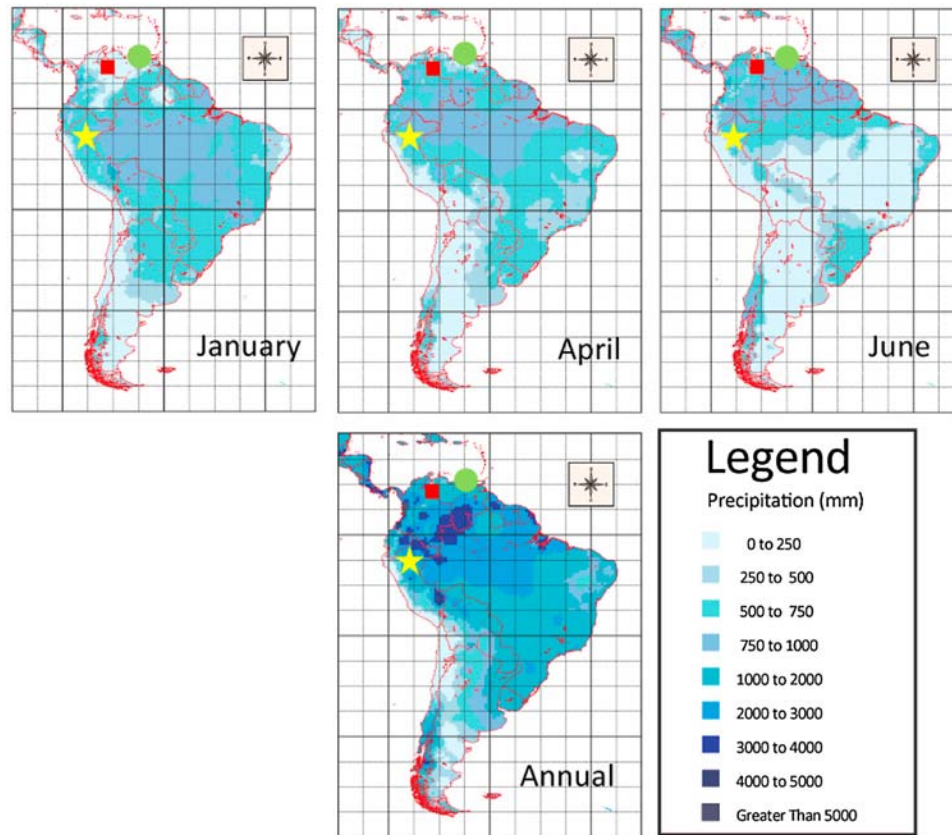 January
April
June
Annual
Legend
Precipitation (mm)
0 to 250
250 to 500
500 to 750
750 to 1000
1000 to 2000
2000 to 3000
3000 to 4000
4000 to 5000
Greater Than 5000